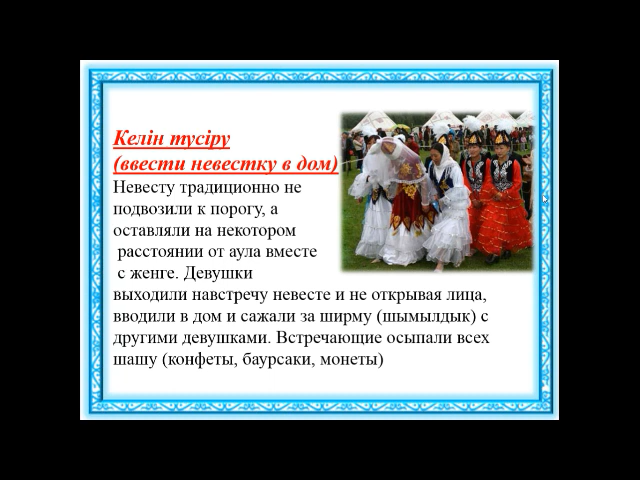 Келін тусіру
(ввести невестку в дом)
Невесту традиционно не
подвозили к порогу, а
оставляли на некотором
расстоянии от аула вместе
с женге. Девушки
выходили навстречу невесте и не открывая лица,
вводили в дом и сажали за ширму (шымылдык) с
другими девушками. Встречающие осыпали всех
шашу (конфеты, баурсаки, монеты)